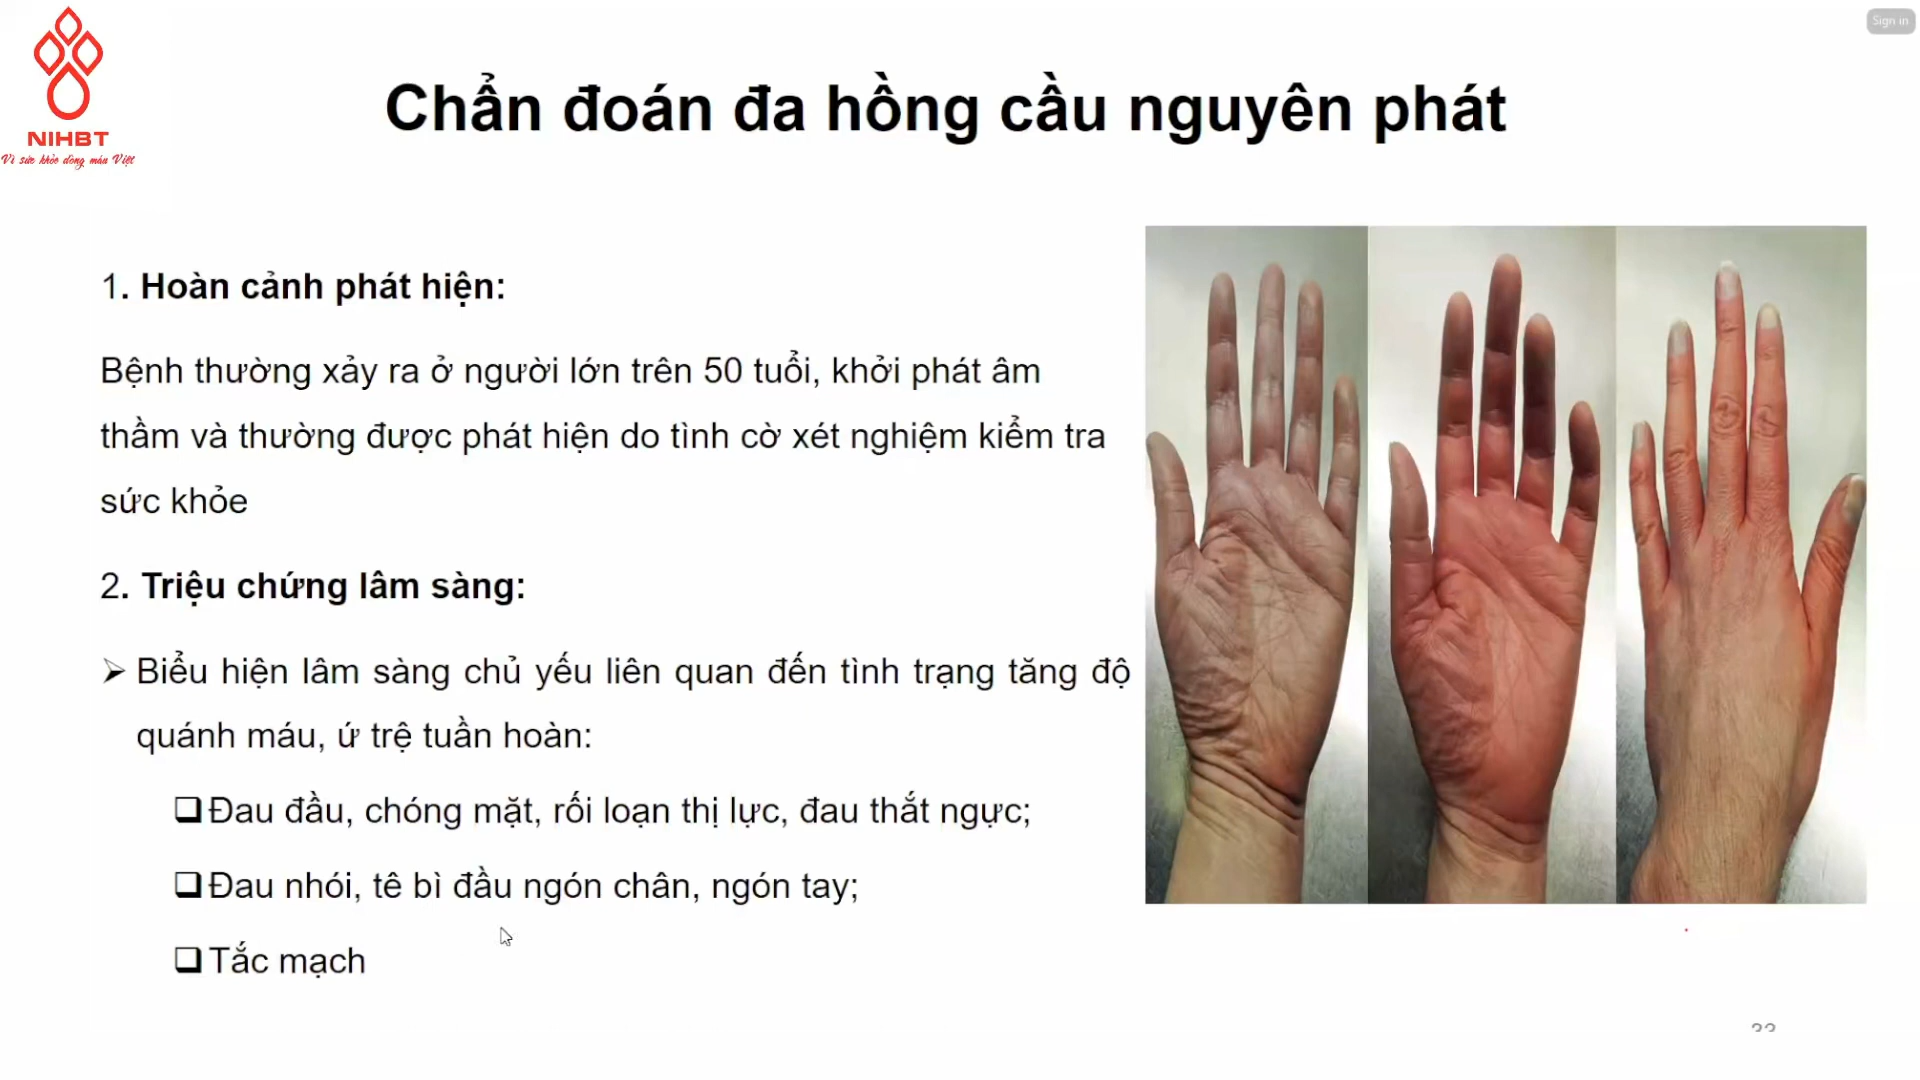 Sign in
NIHBT
Vì sức khỏe dòng máu Việt
Chẩn đoán đa hồng cầu nguyên phát
1. Hoàn cảnh phát hiện:
Bệnh thường xảy ra ở người lớn trên 50 tuổi, khởi phát âm
thầm và thường được phát hiện do tình cờ xét nghiệm kiểm tra
sức khỏe
2. Triệu chứng lâm sàng:
➢ Biểu hiện lâm sàng chủ yếu liên quan đến tình trạng tăng độ
quánh máu, ứ trệ tuần hoàn:
❑ Đau đầu, chóng mặt, rối loạn thị lực, đau thắt ngực;
❑ Đau nhói, tê bì đầu ngón chân, ngón tay;
❑ Tắc mạch